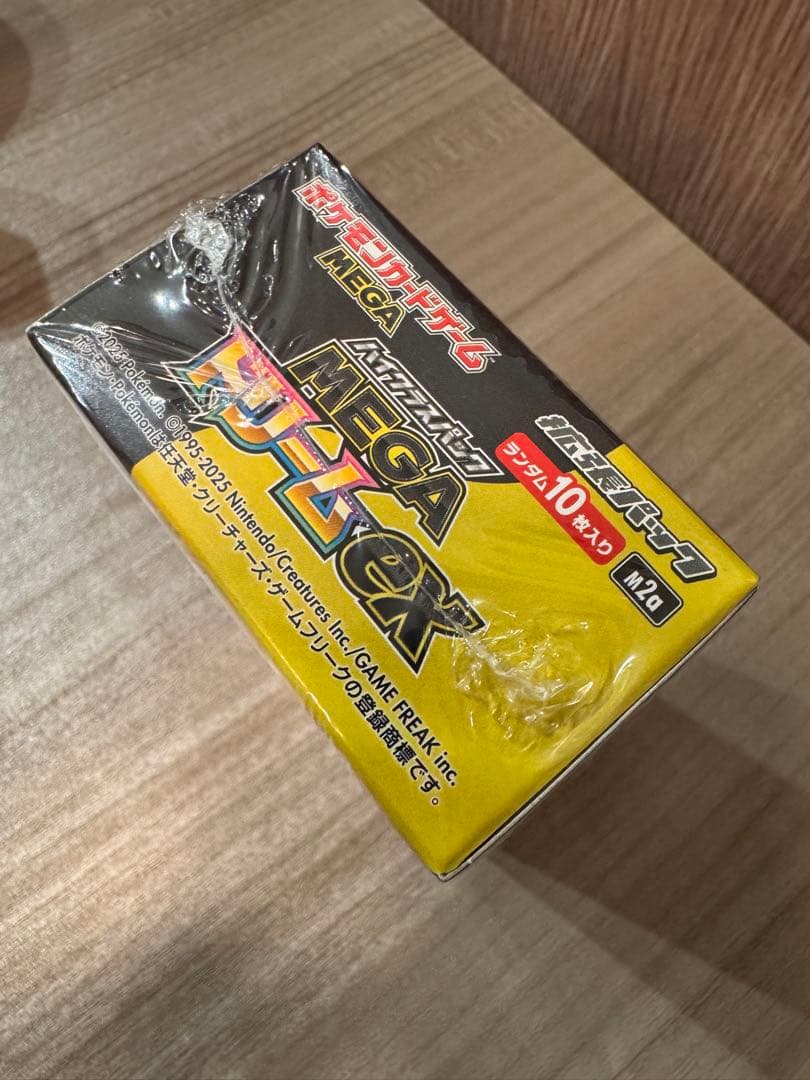 ポケモンカードゲーム
MEGA
拡張パック
ハイクラスパック
MEGA
ドリーム
ex
ランダム10枚入り
M2a
©2025 Pokémon. ©1995-2025 Nintendo/Creatures Inc./GAME FREAK inc.
ポケモン・Pokémonは任天堂・クリーチャーズ・ゲームフリークの登録商標です。